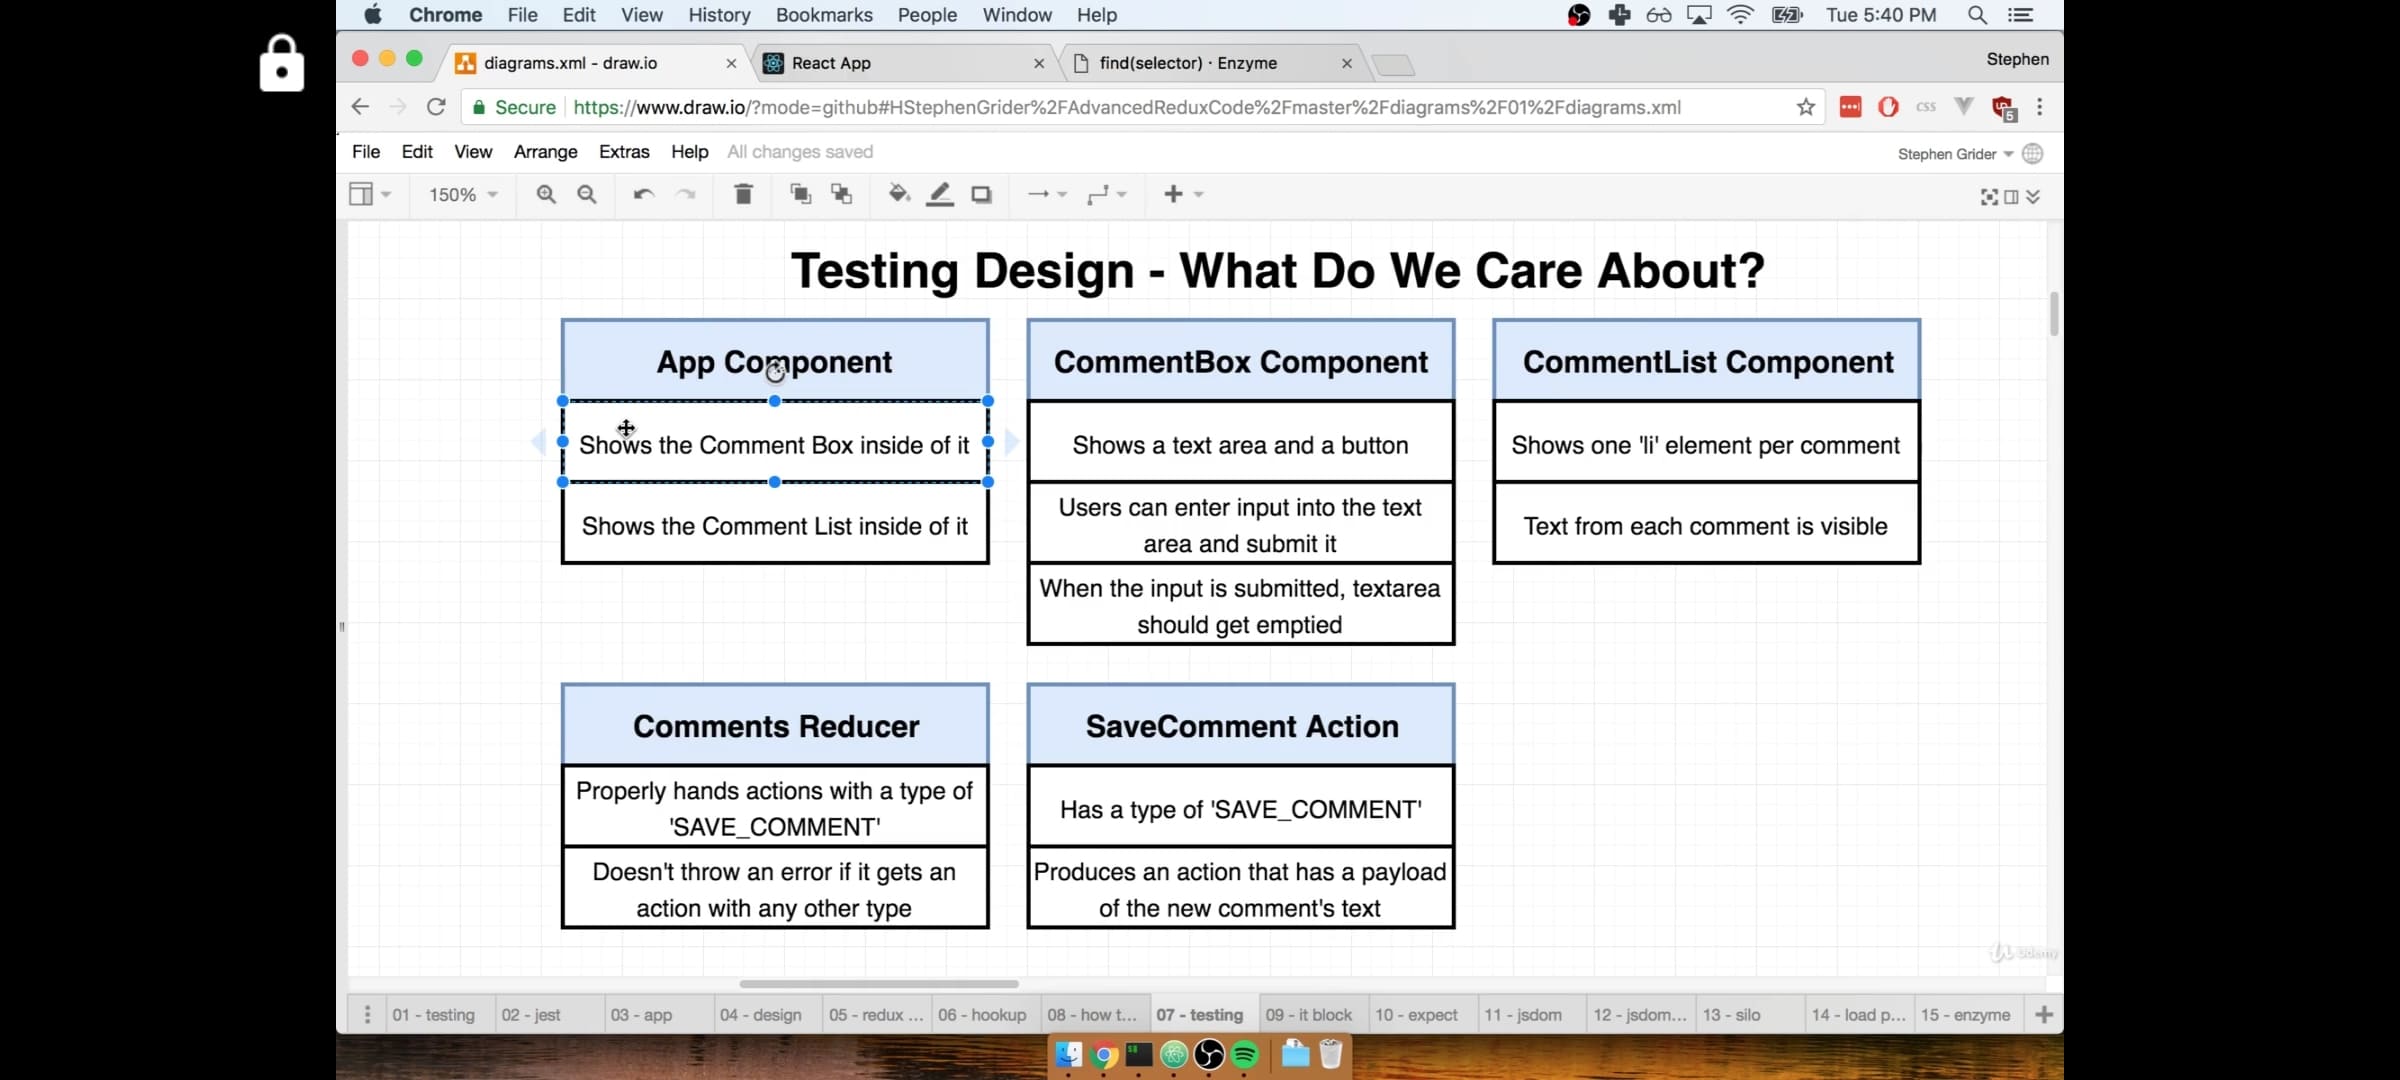 Chrome File Edit View History Bookmarks People Window Help Tue 5:40 PM
diagrams.xml - draw.io React App find(selector) · Enzyme Stephen
Secure https://www.draw.io/?mode=github#HStephenGrider%2FAdvancedReduxCode%2Fmaster%2Fdiagrams%2F01%2Fdiagrams.xml css 5
File Edit View Arrange Extras Help All changes saved Stephen Grider
150%
Testing Design - What Do We Care About?
App Component
Shows the Comment Box inside of it
Shows the Comment List inside of it
CommentBox Component
Shows a text area and a button
Users can enter input into the text
area and submit it
When the input is submitted, textarea
should get emptied
CommentList Component
Shows one 'li' element per comment
Text from each comment is visible
Comments Reducer
Properly hands actions with a type of
'SAVE_COMMENT'
Doesn't throw an error if it gets an
action with any other type
SaveComment Action
Has a type of 'SAVE_COMMENT'
Produces an action that has a payload
of the new comment's text
Udemy
01 - testing 02 - jest 03 - app 04 - design 05 - redux ... 06 - hookup 08 - how t... 07 - testing 09 - it block 10 - expect 11 - jsdom 12 - jsdom... 13 - silo 14 - load p... 15 - enzyme